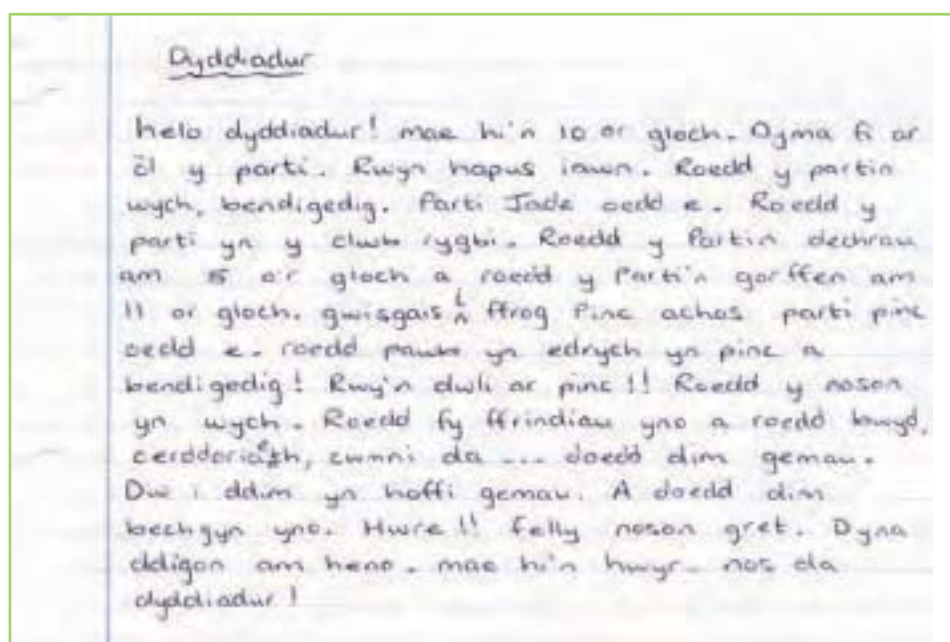 Dyddiadur
helo dyddiadur! mae hi'n 10 or gloch. Dyma fi ar
ôl y parti. Rwyn hapus iawn. Roedd y partin
wych, bendigedig. Parti Jade oedd e. Roedd y
parti yn y clwb rygbi. Roedd y Partin dechrau
am 5 o'r gloch a roedd y Parti'n gorffen am
11 or gloch. gwisgais i ffrog Pinc achos parti pinc
oedd e. roedd pawb yn edrych yn pinc a
bendigedig! Rwy'n dwli ar pinc!! Roedd y noson
yn wych. Roedd fy ffrindiau yno a roedd bwyd,
cerddoriaeth, cwmni da ... doedd dim gemau.
Dw i ddim yn hoffi gemau. A doedd dim
bechgyn yno. Hwre!! felly noson gret. Dyna
ddigon am heno. mae hi'n hwyr. nos da
dyddiadur!